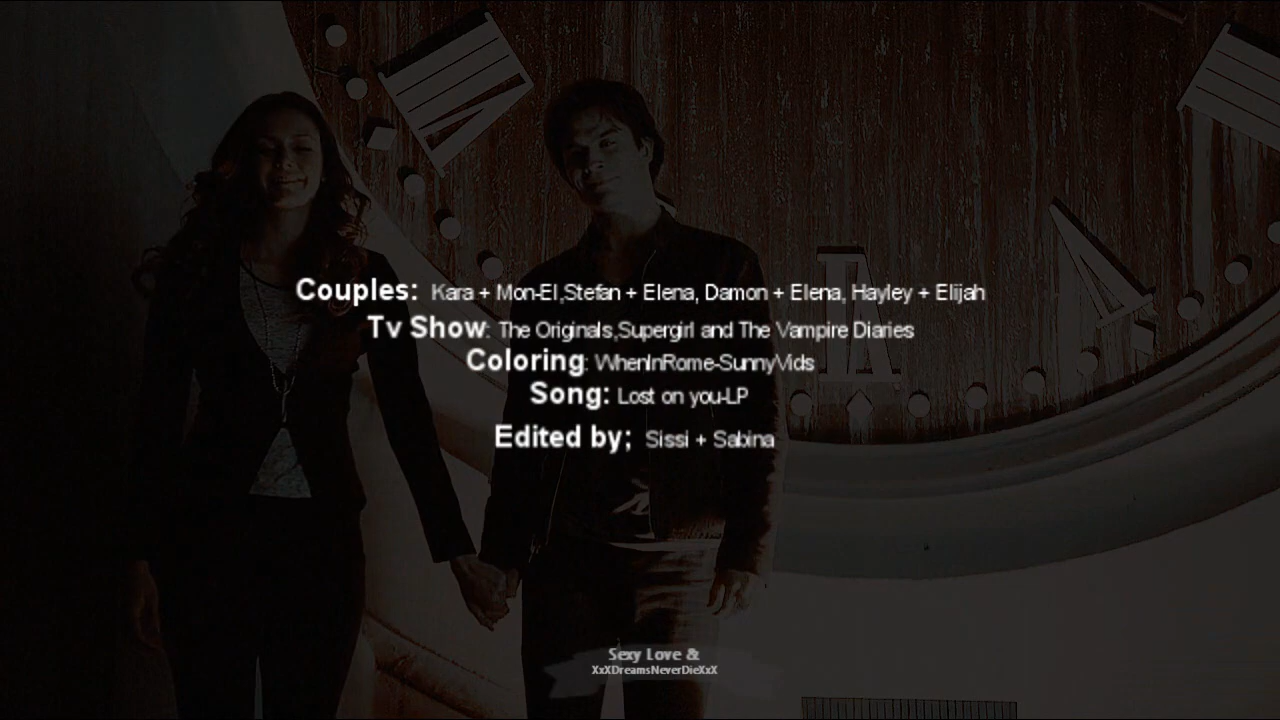 Couples: Kara + Mon-El,Stefan + Elena, Damon + Elena, Hayley + Elijah
Tv Show: The Originals,Supergirl and The Vampire Diaries
Coloring: WhenInRome-SunnyVids
Song: Lost on you-LP
Edited by; Sissi + Sabina
Sexy Love &
XxXDreamsNeverDieXxX